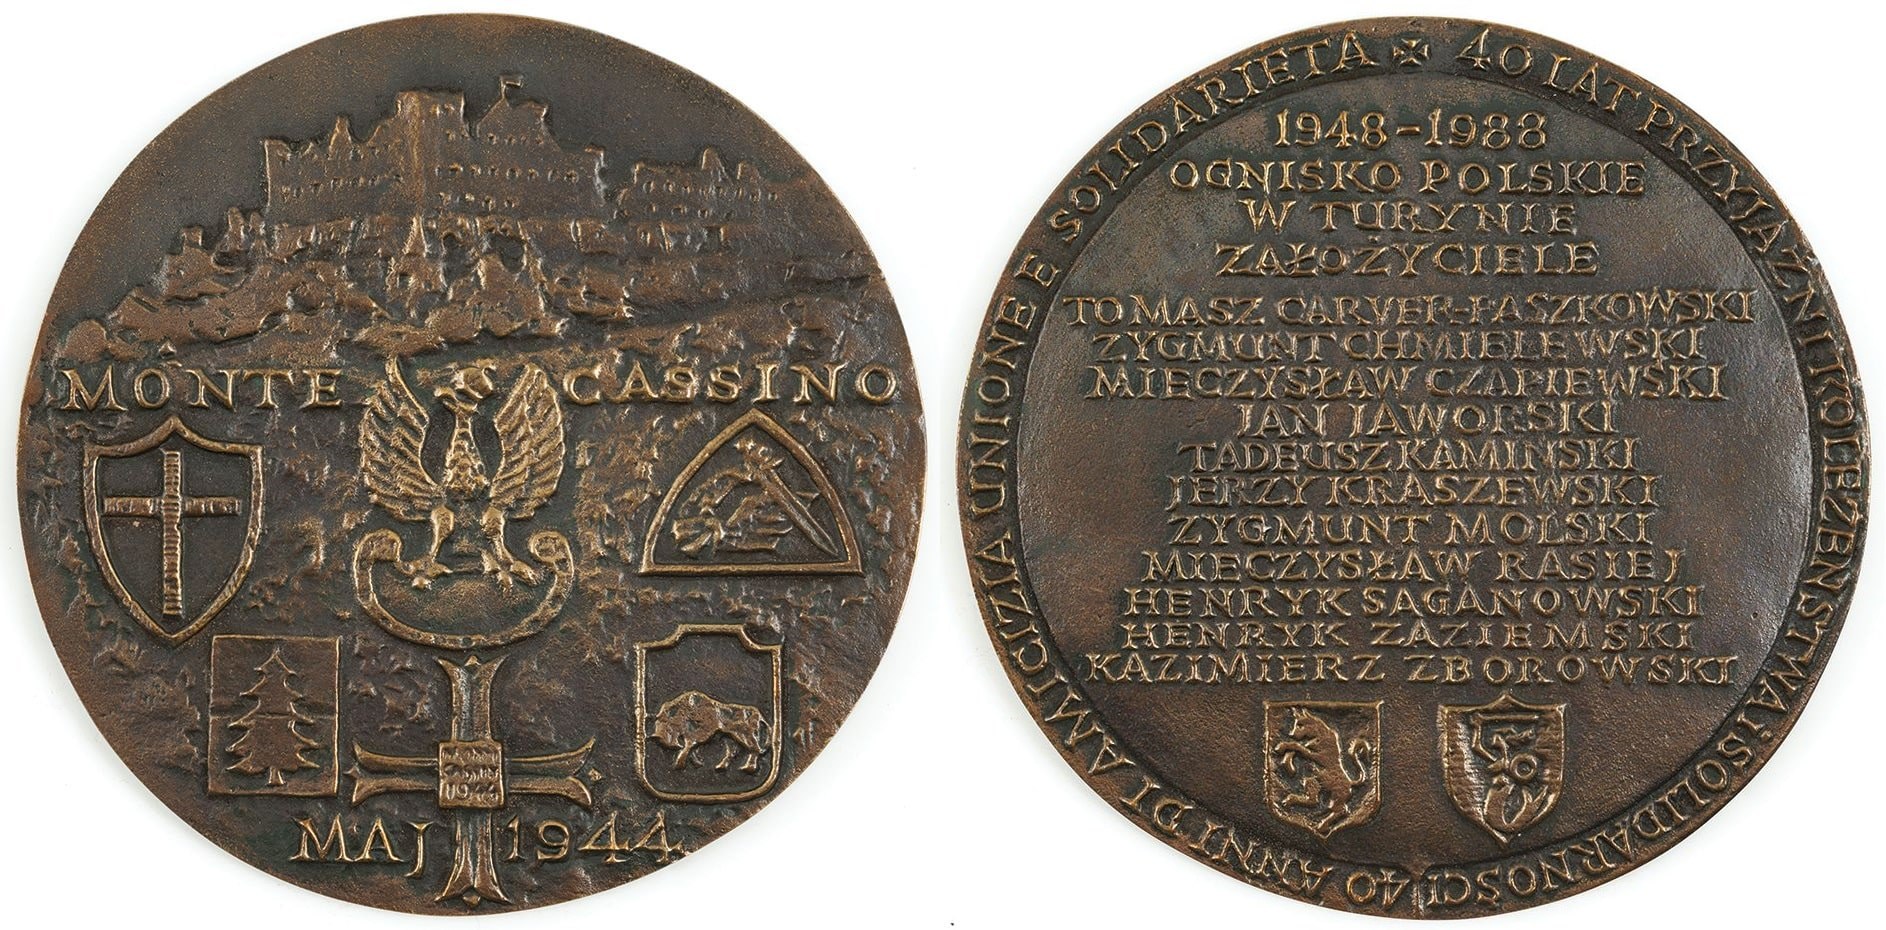 MONTE CASSINO
1944
MAJ 1944
40 LAT PRZYJAŹNI KOLEŻEŃSTWA i SOLIDARNOŚCI
40 ANNI DI AMICIZIA UNIONE E SOLIDARIETA
1948-1988
OGNISKO POLSKIE
W TURYNIE
ZAŁOŻYCIELE
TOMASZ CARVER-PASZKOWSKI
ZYGMUNT CHMIELEWSKI
MIECZYSŁAW CZAPIEWSKI
JAN JAWORSKI
TADEUSZ KAMIŃSKI
JERZY KRASZEWSKI
ZYGMUNT MOLSKI
MIECZYSŁAW RASIEJ
HENRYK SAGANOWSKI
HENRYK ZAZIEMSKI
KAZIMIERZ ZBOROWSKI